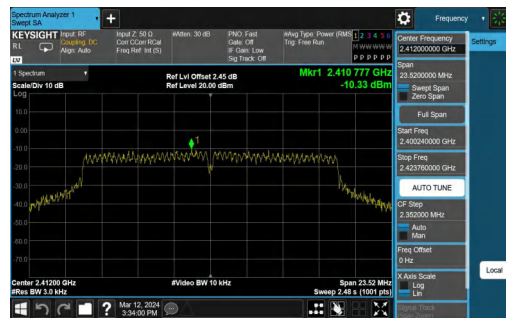 Spectrum Analyzer 1
Swept SA
+
Frequency
KEYSIGHT
RL
LV
Input: RF
Coupling: DC
Align: Auto
Input Z: 50 Ω
Corr CCorr RCal
Freq Ref: Int (S)
#Atten: 30 dB
PNO: Fast
Gate: Off
IF Gain: Low
Sig Track: Off
#Avg Type: Power (RMS
Trig: Free Run
1 2 3 4 5 6
M W W W W W
P P P P P P
1 Spectrum
Scale/Div 10 dB
Log
Ref Lvl Offset 2.45 dB
Ref Level 20.00 dBm
Mkr1 2.410 777 GHz
-10.33 dBm
10.0
0.00
-10.0
-20.0
-30.0
-40.0
-50.0
-60.0
-70.0
1
Center 2.41200 GHz
#Res BW 3.0 kHz
#Video BW 10 kHz
Span 23.52 MHz
Sweep 2.48 s (1001 pts)
Center Frequency
2.412000000 GHz
Settings
Span
23.5200000 MHz
Swept Span
Zero Span
Full Span
Start Freq
2.400240000 GHz
Stop Freq
2.423760000 GHz
AUTO TUNE
CF Step
2.352000 MHz
Auto
Man
Freq Offset
0 Hz
X Axis Scale
Log
Lin
Local
Signal Track
Mar 12, 2024
3:34:00 PM
?